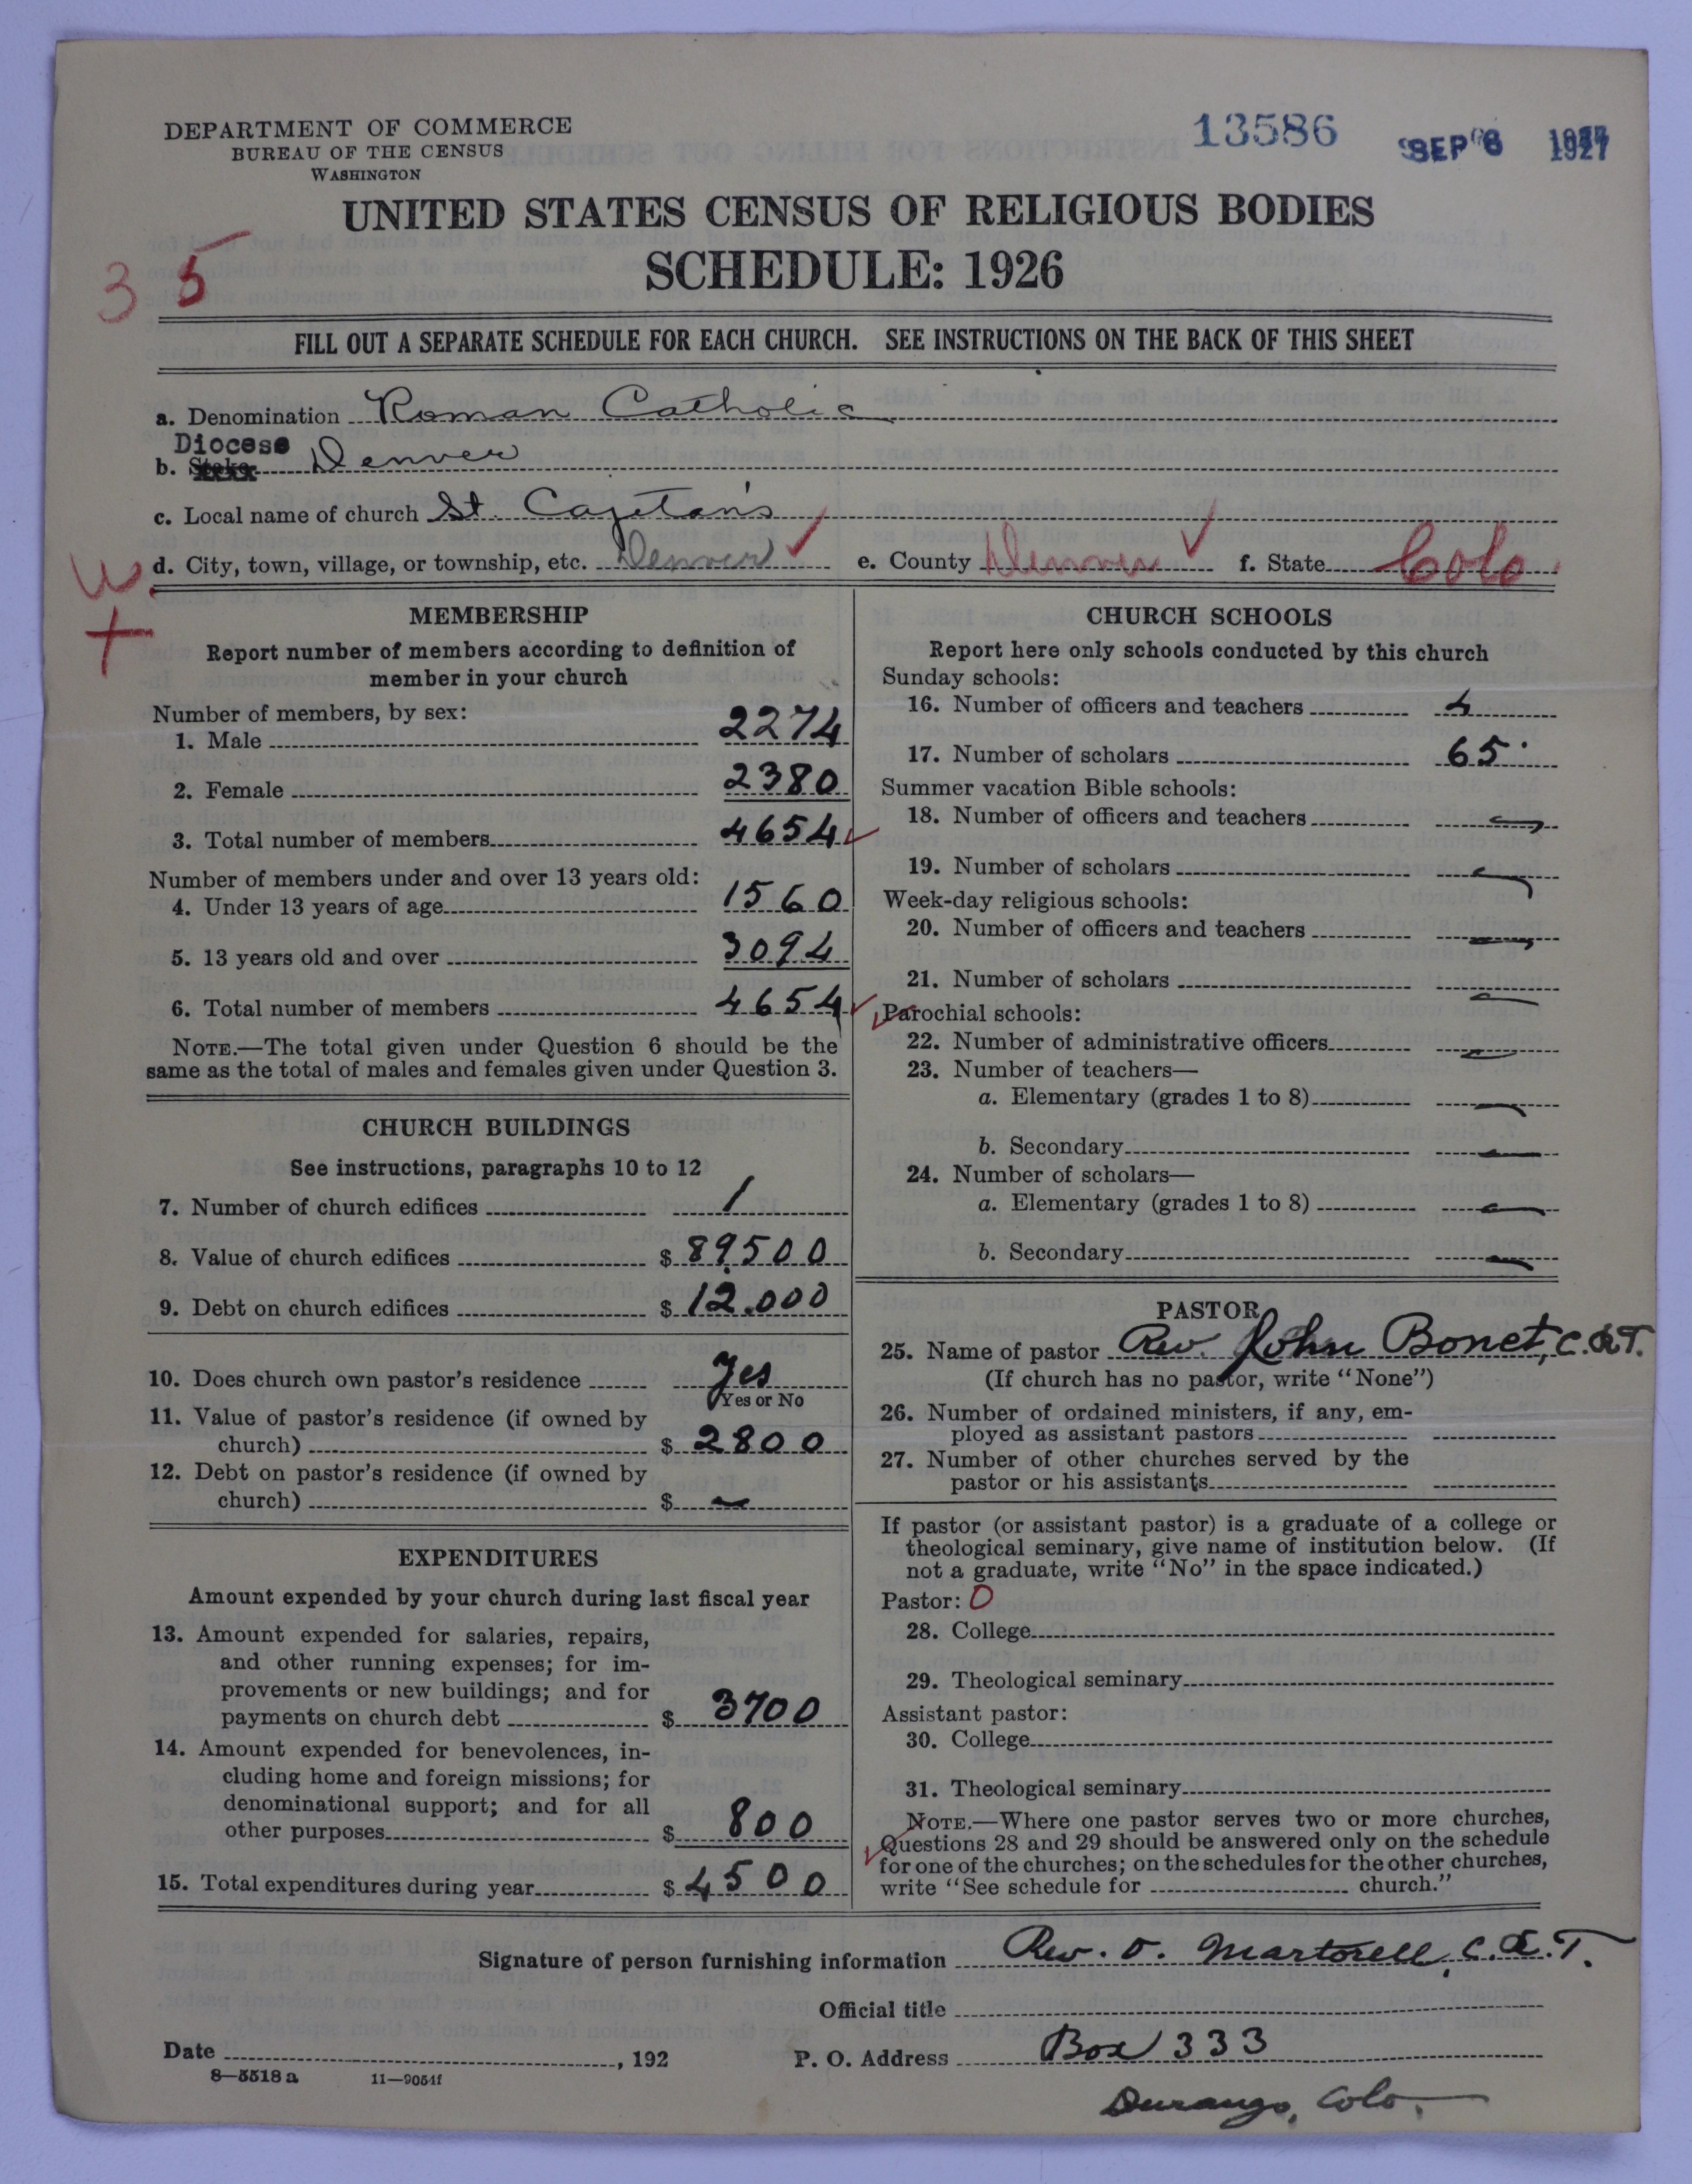 DEPARTMENT OF COMMERCE
BUREAU OF THE CENSUS
WASHINGTON
13586
SEP 8 1927
UNITED STATES CENSUS OF RELIGIOUS BODIES
SCHEDULE: 1926
3 5
FILL OUT A SEPARATE SCHEDULE FOR EACH CHURCH. SEE INSTRUCTIONS ON THE BACK OF THIS SHEET
a. Denomination Roman Catholic
Diocese
b. Denver
c. Local name of church St. Cajetan's
W d. City, town, village, or township, etc. Denver e. County Denver f. State Colo
MEMBERSHIP
Report number of members according to definition of
member in your church
Number of members, by sex:
1. Male 2274
2. Female 2380
3. Total number of members 4654
Number of members under and over 13 years old:
4. Under 13 years of age 1560
5. 13 years old and over 3094
6. Total number of members 4654
NOTE.—The total given under Question 6 should be the
same as the total of males and females given under Question 3.
CHURCH BUILDINGS
See instructions, paragraphs 10 to 12
7. Number of church edifices 1
8. Value of church edifices $ 89500
9. Debt on church edifices $ 12.000
10. Does church own pastor's residence Yes
Yes or No
11. Value of pastor's residence (if owned by
church) $ 2800
12. Debt on pastor's residence (if owned by
church) $ —
EXPENDITURES
Amount expended by your church during last fiscal year
13. Amount expended for salaries, repairs,
and other running expenses; for im-
provements or new buildings; and for
payments on church debt $ 3700
14. Amount expended for benevolences, in-
cluding home and foreign missions; for
denominational support; and for all
other purposes $ 800
15. Total expenditures during year $ 4500
CHURCH SCHOOLS
Report here only schools conducted by this church
Sunday schools:
16. Number of officers and teachers 4
17. Number of scholars 65
Summer vacation Bible schools:
18. Number of officers and teachers —
19. Number of scholars —
Week-day religious schools:
20. Number of officers and teachers —
21. Number of scholars —
Parochial schools:
22. Number of administrative officers —
23. Number of teachers—
a. Elementary (grades 1 to 8) —
b. Secondary —
24. Number of scholars—
a. Elementary (grades 1 to 8) —
b. Secondary —
PASTOR
25. Name of pastor Rev. John Bonet, C.R.T.
(If church has no pastor, write "None")
26. Number of ordained ministers, if any, em-
ployed as assistant pastors
27. Number of other churches served by the
pastor or his assistants
If pastor (or assistant pastor) is a graduate of a college or
theological seminary, give name of institution below. (If
not a graduate, write "No" in the space indicated.)
Pastor: 0
28. College
29. Theological seminary
Assistant pastor:
30. College
31. Theological seminary
NOTE.—Where one pastor serves two or more churches,
Questions 28 and 29 should be answered only on the schedule
for one of the churches; on the schedules for the other churches,
write "See schedule for church."
Signature of person furnishing information Rev. O. Martorell, C.R.T.
Official title
Date , 192 P. O. Address Box 333
8—5518 a 11—9051f
Durango, Colo.